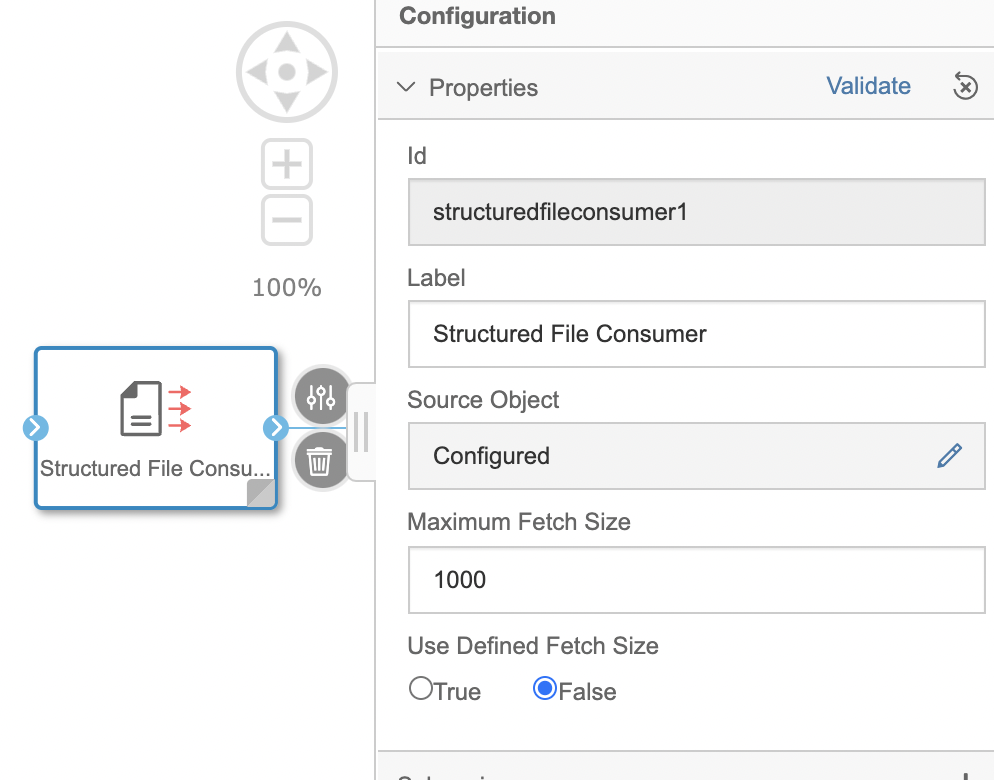 Configuration
Properties
Validate
Id
structuredfileconsumer1
Label
Structured File Consumer
Source Object
Configured
Maximum Fetch Size
1000
Use Defined Fetch Size
True
False
100%
Structured File Consu...